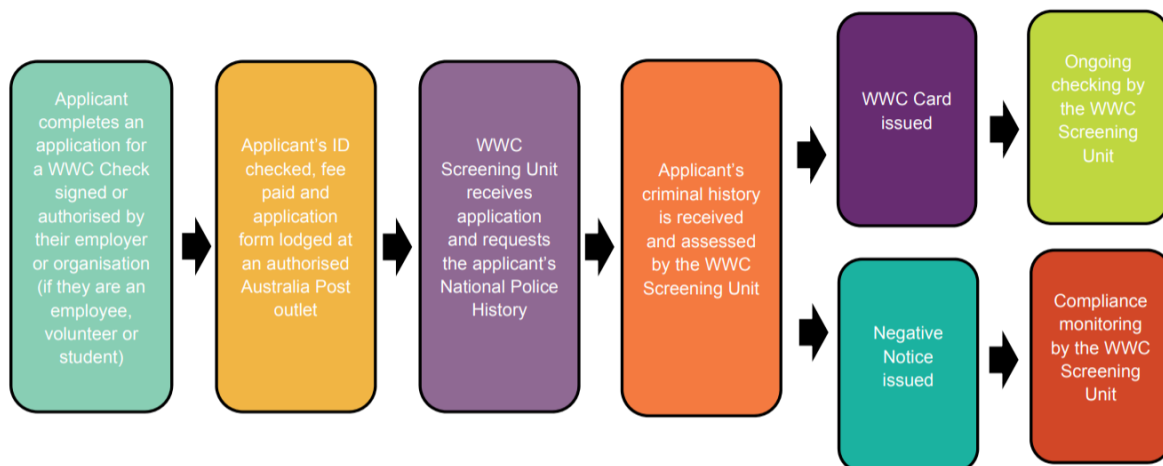 Applicant
completes an
application for
a WWC Check
signed or
authorised by
their employer
or organisation
(if they are an
employee,
volunteer or
student)
Applicant's ID
checked, fee
paid and
application
form lodged at
an authorised
Australia Post
outlet
WWC
Screening Unit
receives
application
and requests
the applicant's
National Police
History
Applicant's
criminal history
is received
and assessed
by the WWC
Screening Unit
WWC Card
issued
Ongoing
checking by
the WWC
Screening
Unit
Negative
Notice
issued
Compliance
monitoring
by the WWC
Screening
Unit